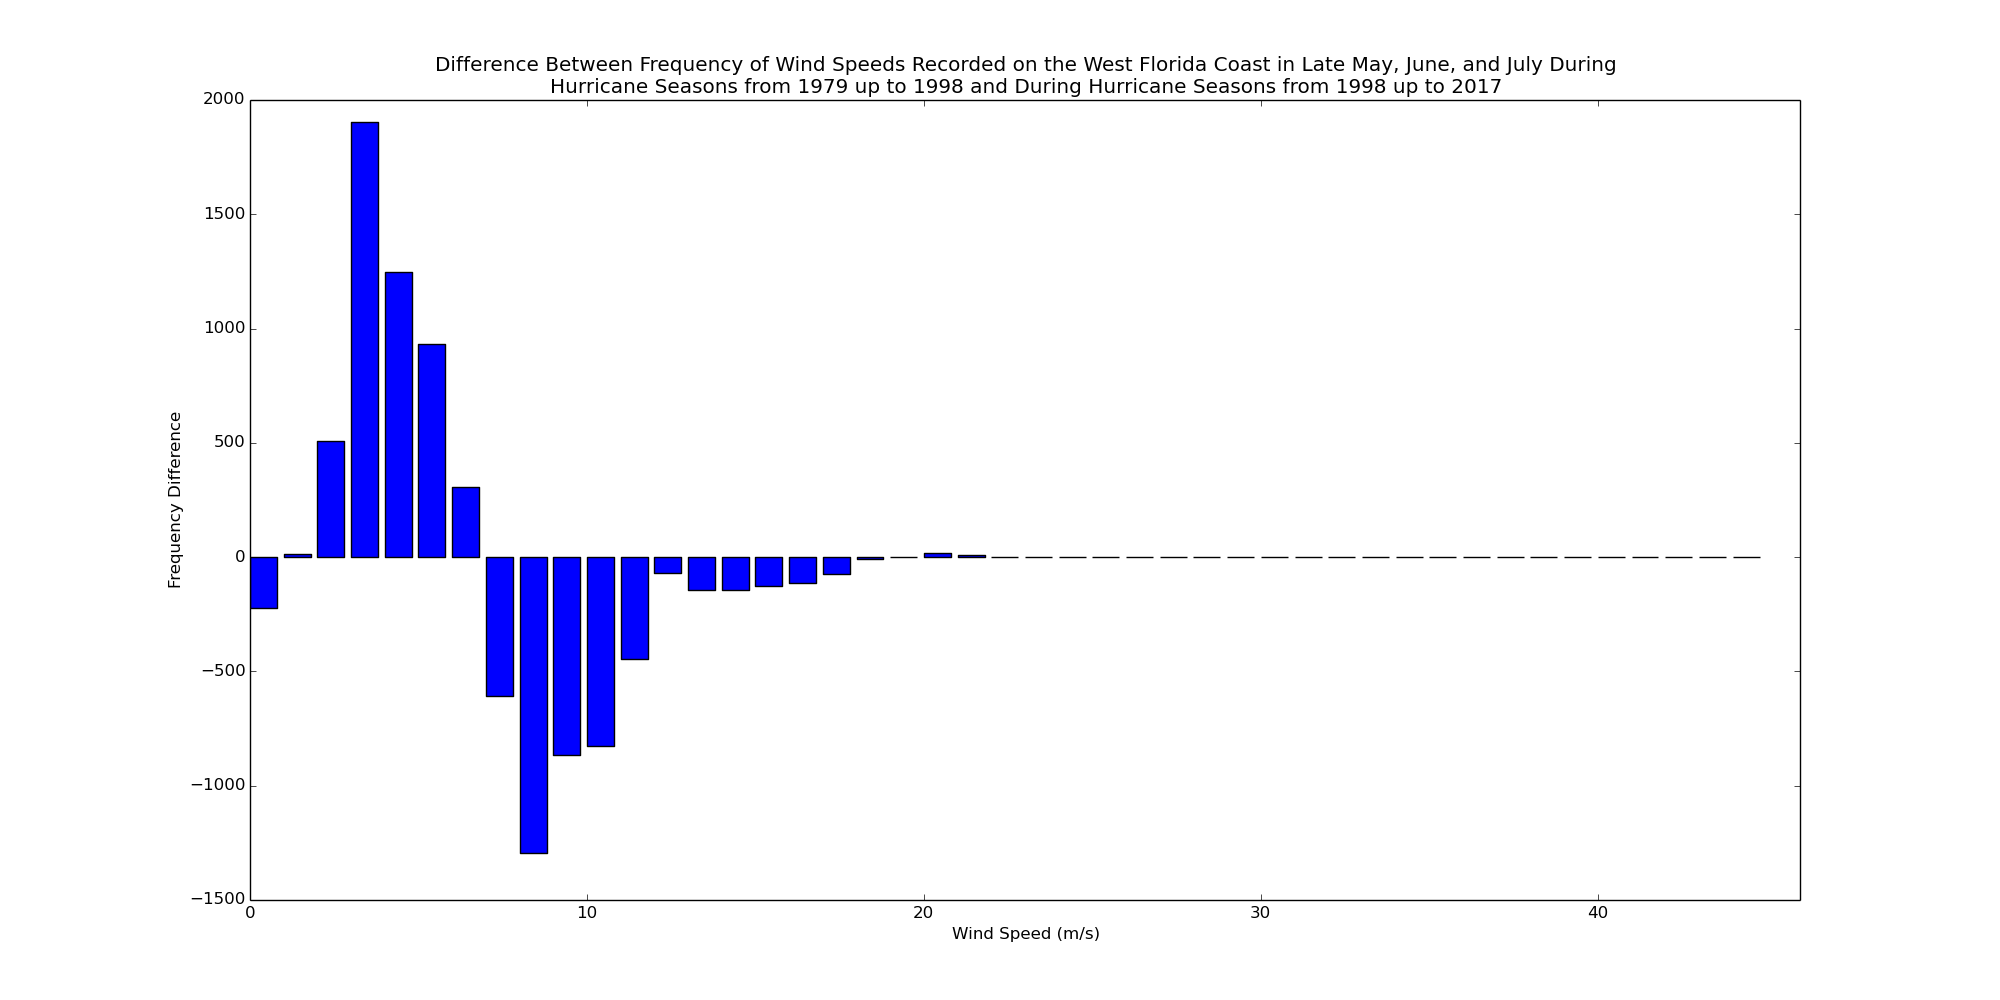 Difference Between Frequency of Wind Speeds Recorded on the West Florida Coast in Late May, June, and July During
Hurricane Seasons from 1979 up to 1998 and During Hurricane Seasons from 1998 up to 2017
2000
1500
1000
500
0
−500
−1000
−1500
Frequency Difference
0 10 20 30 40
Wind Speed (m/s)